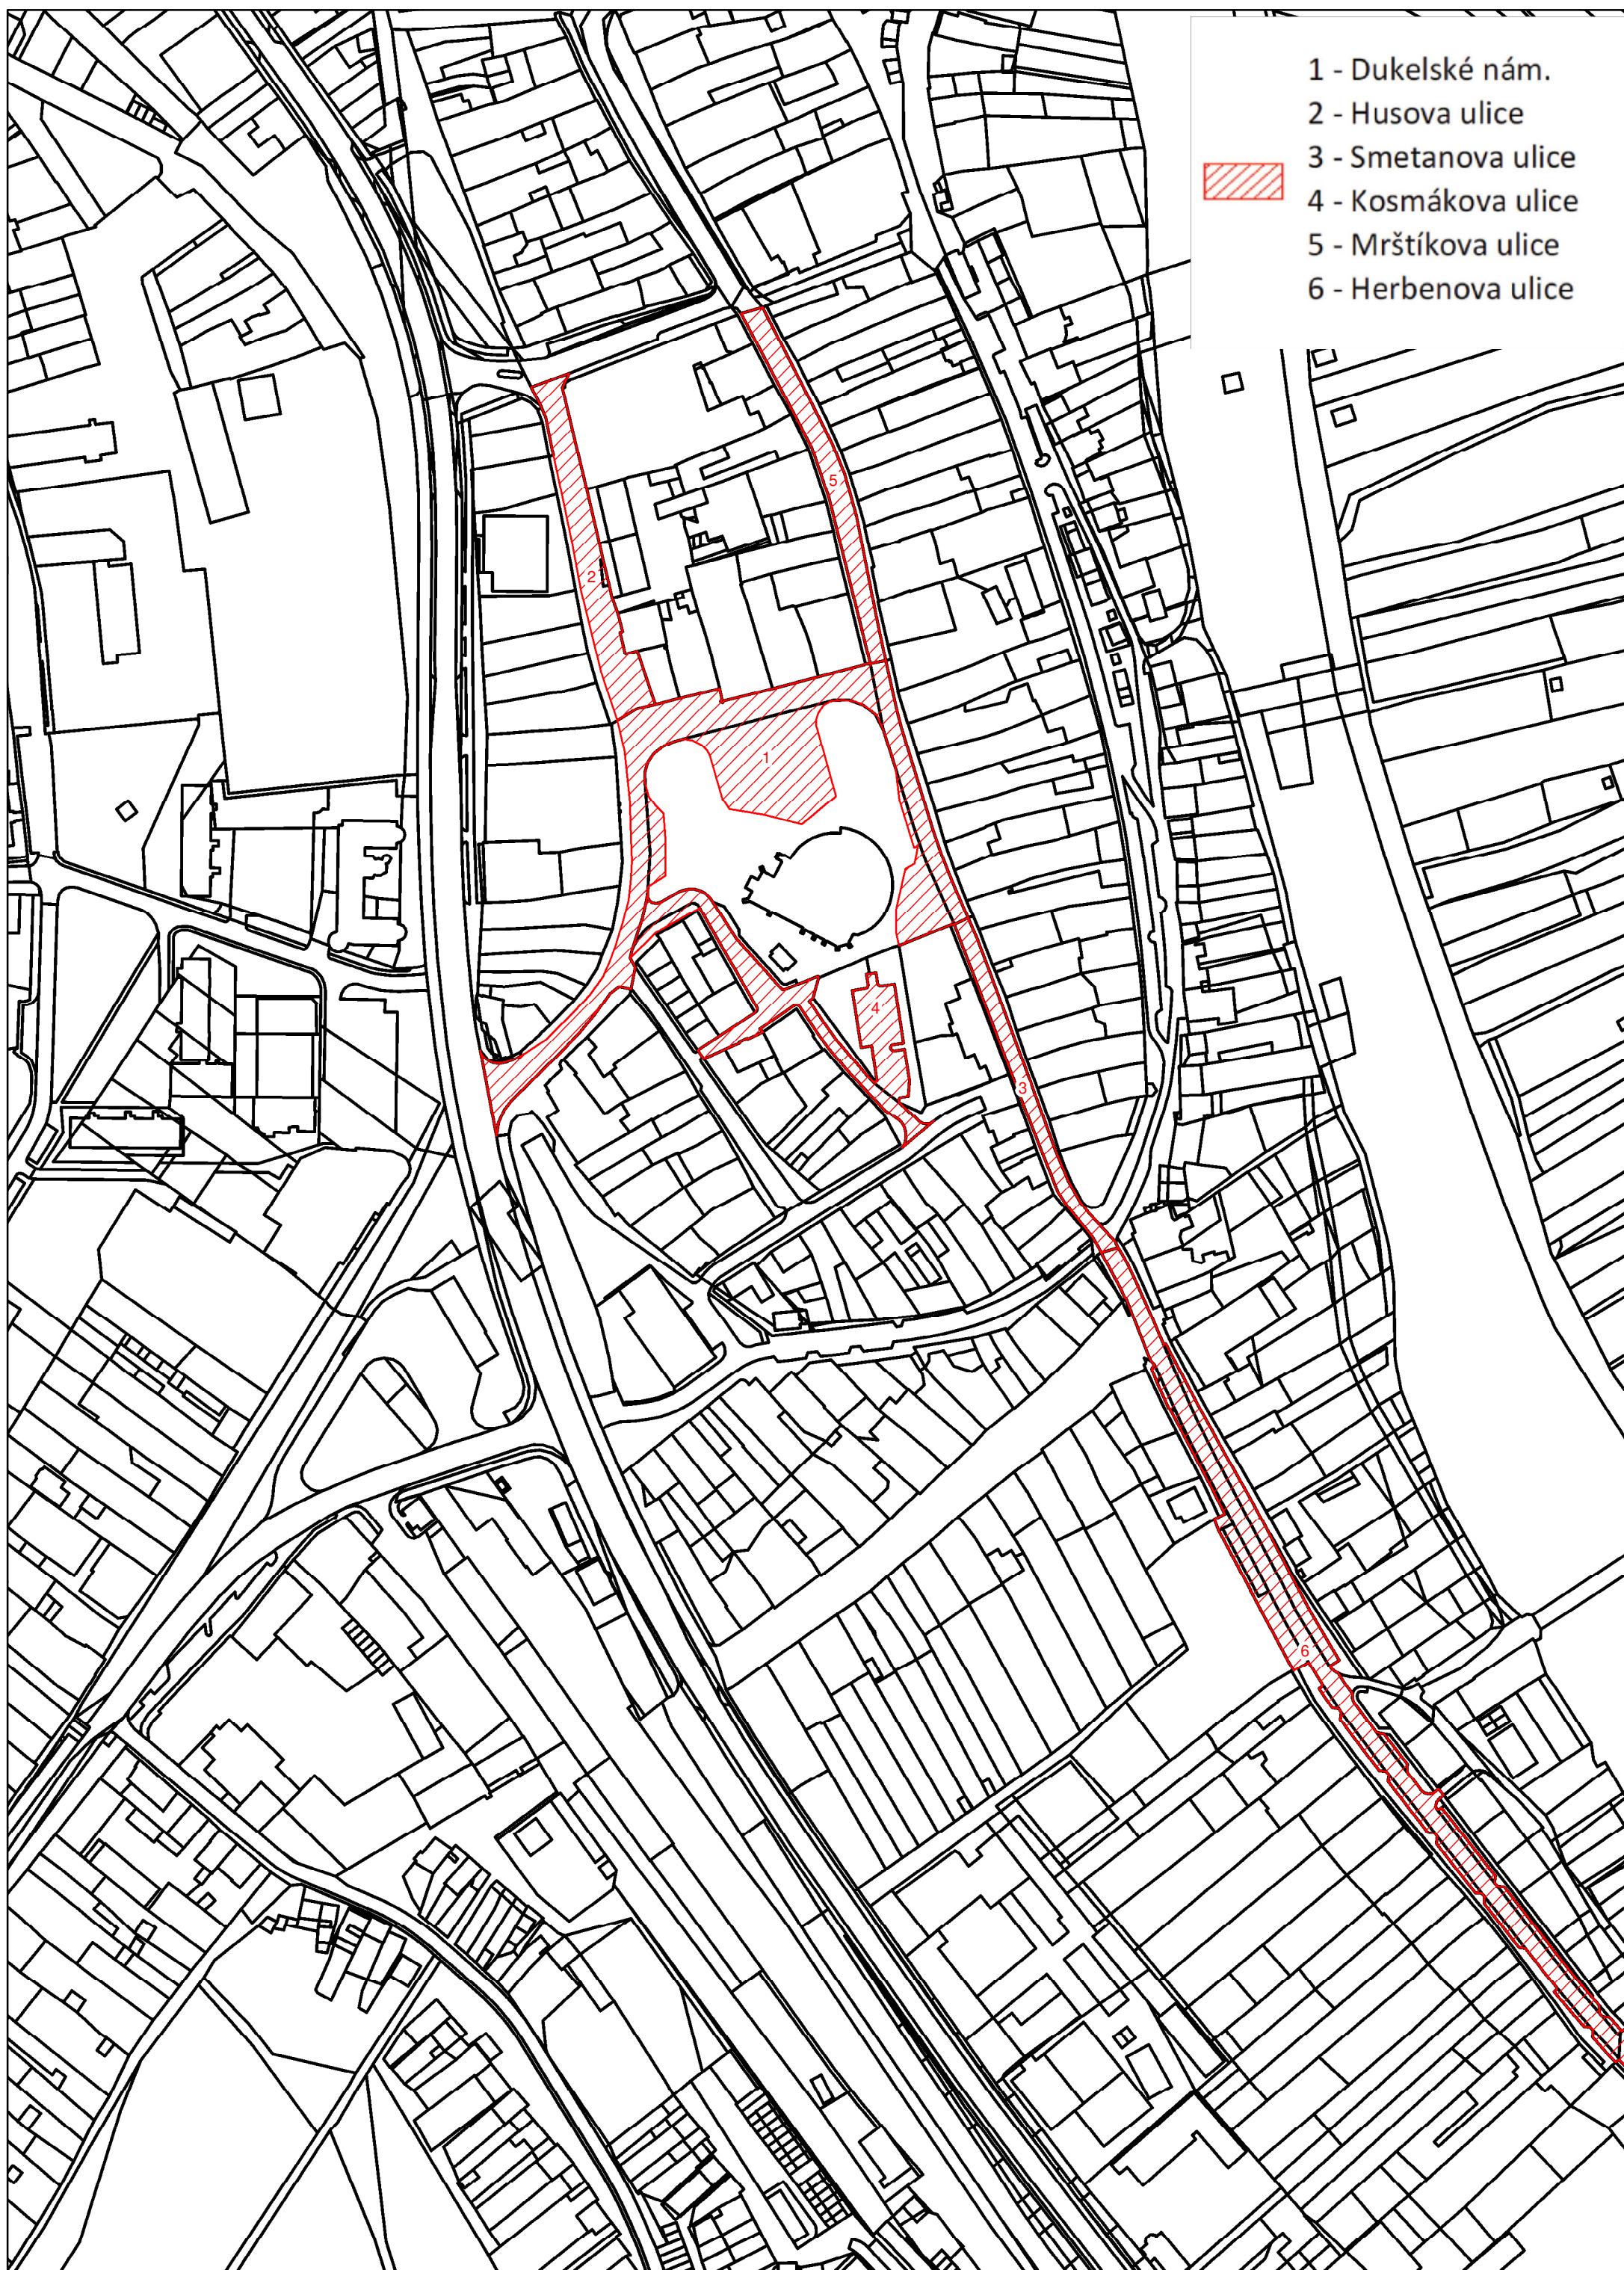 1 - Dukelské nám.
2 - Husova ulice
3 - Smetanova ulice
4 - Kosmákova ulice
5 - Mrštíkova ulice
6 - Herbenova ulice
5
2
1
4
3
6